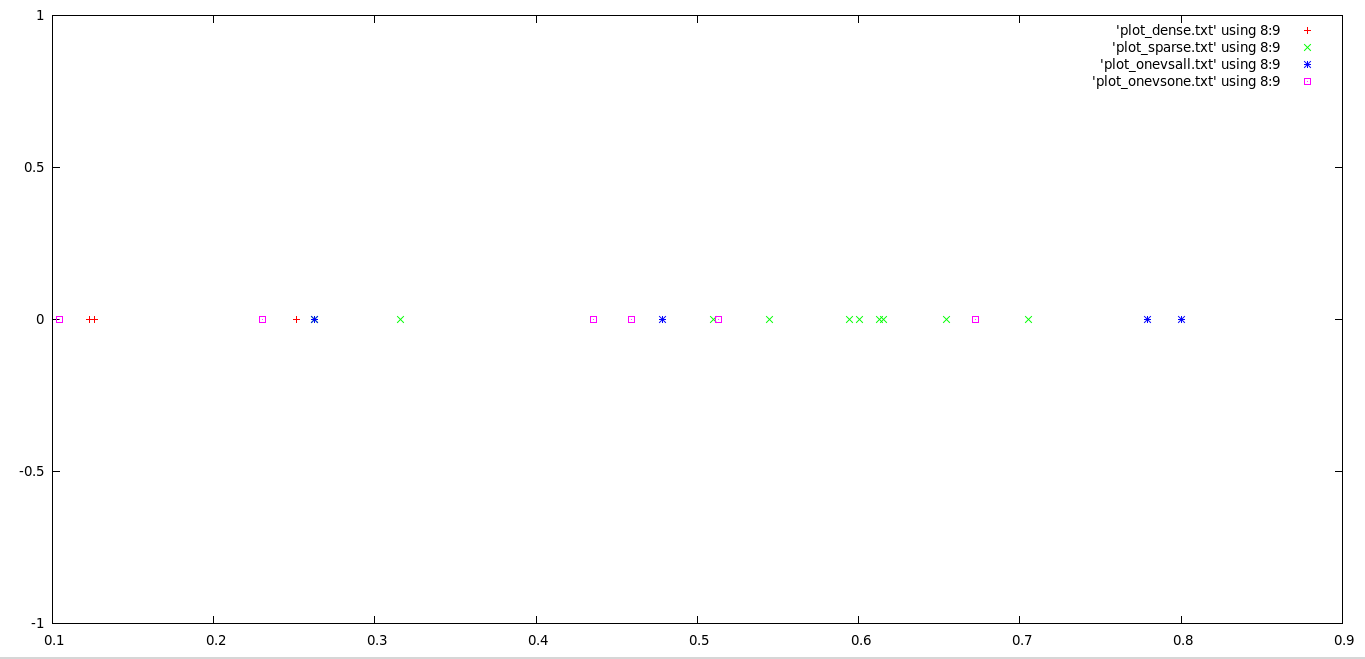 1
'plot_dense.txt' using 8:9
'plot_sparse.txt' using 8:9
'plot_onevsall.txt' using 8:9
'plot_onevsone.txt' using 8:9
0.5
0
-0.5
-1
0.1 0.2 0.3 0.4 0.5 0.6 0.7 0.8 0.9